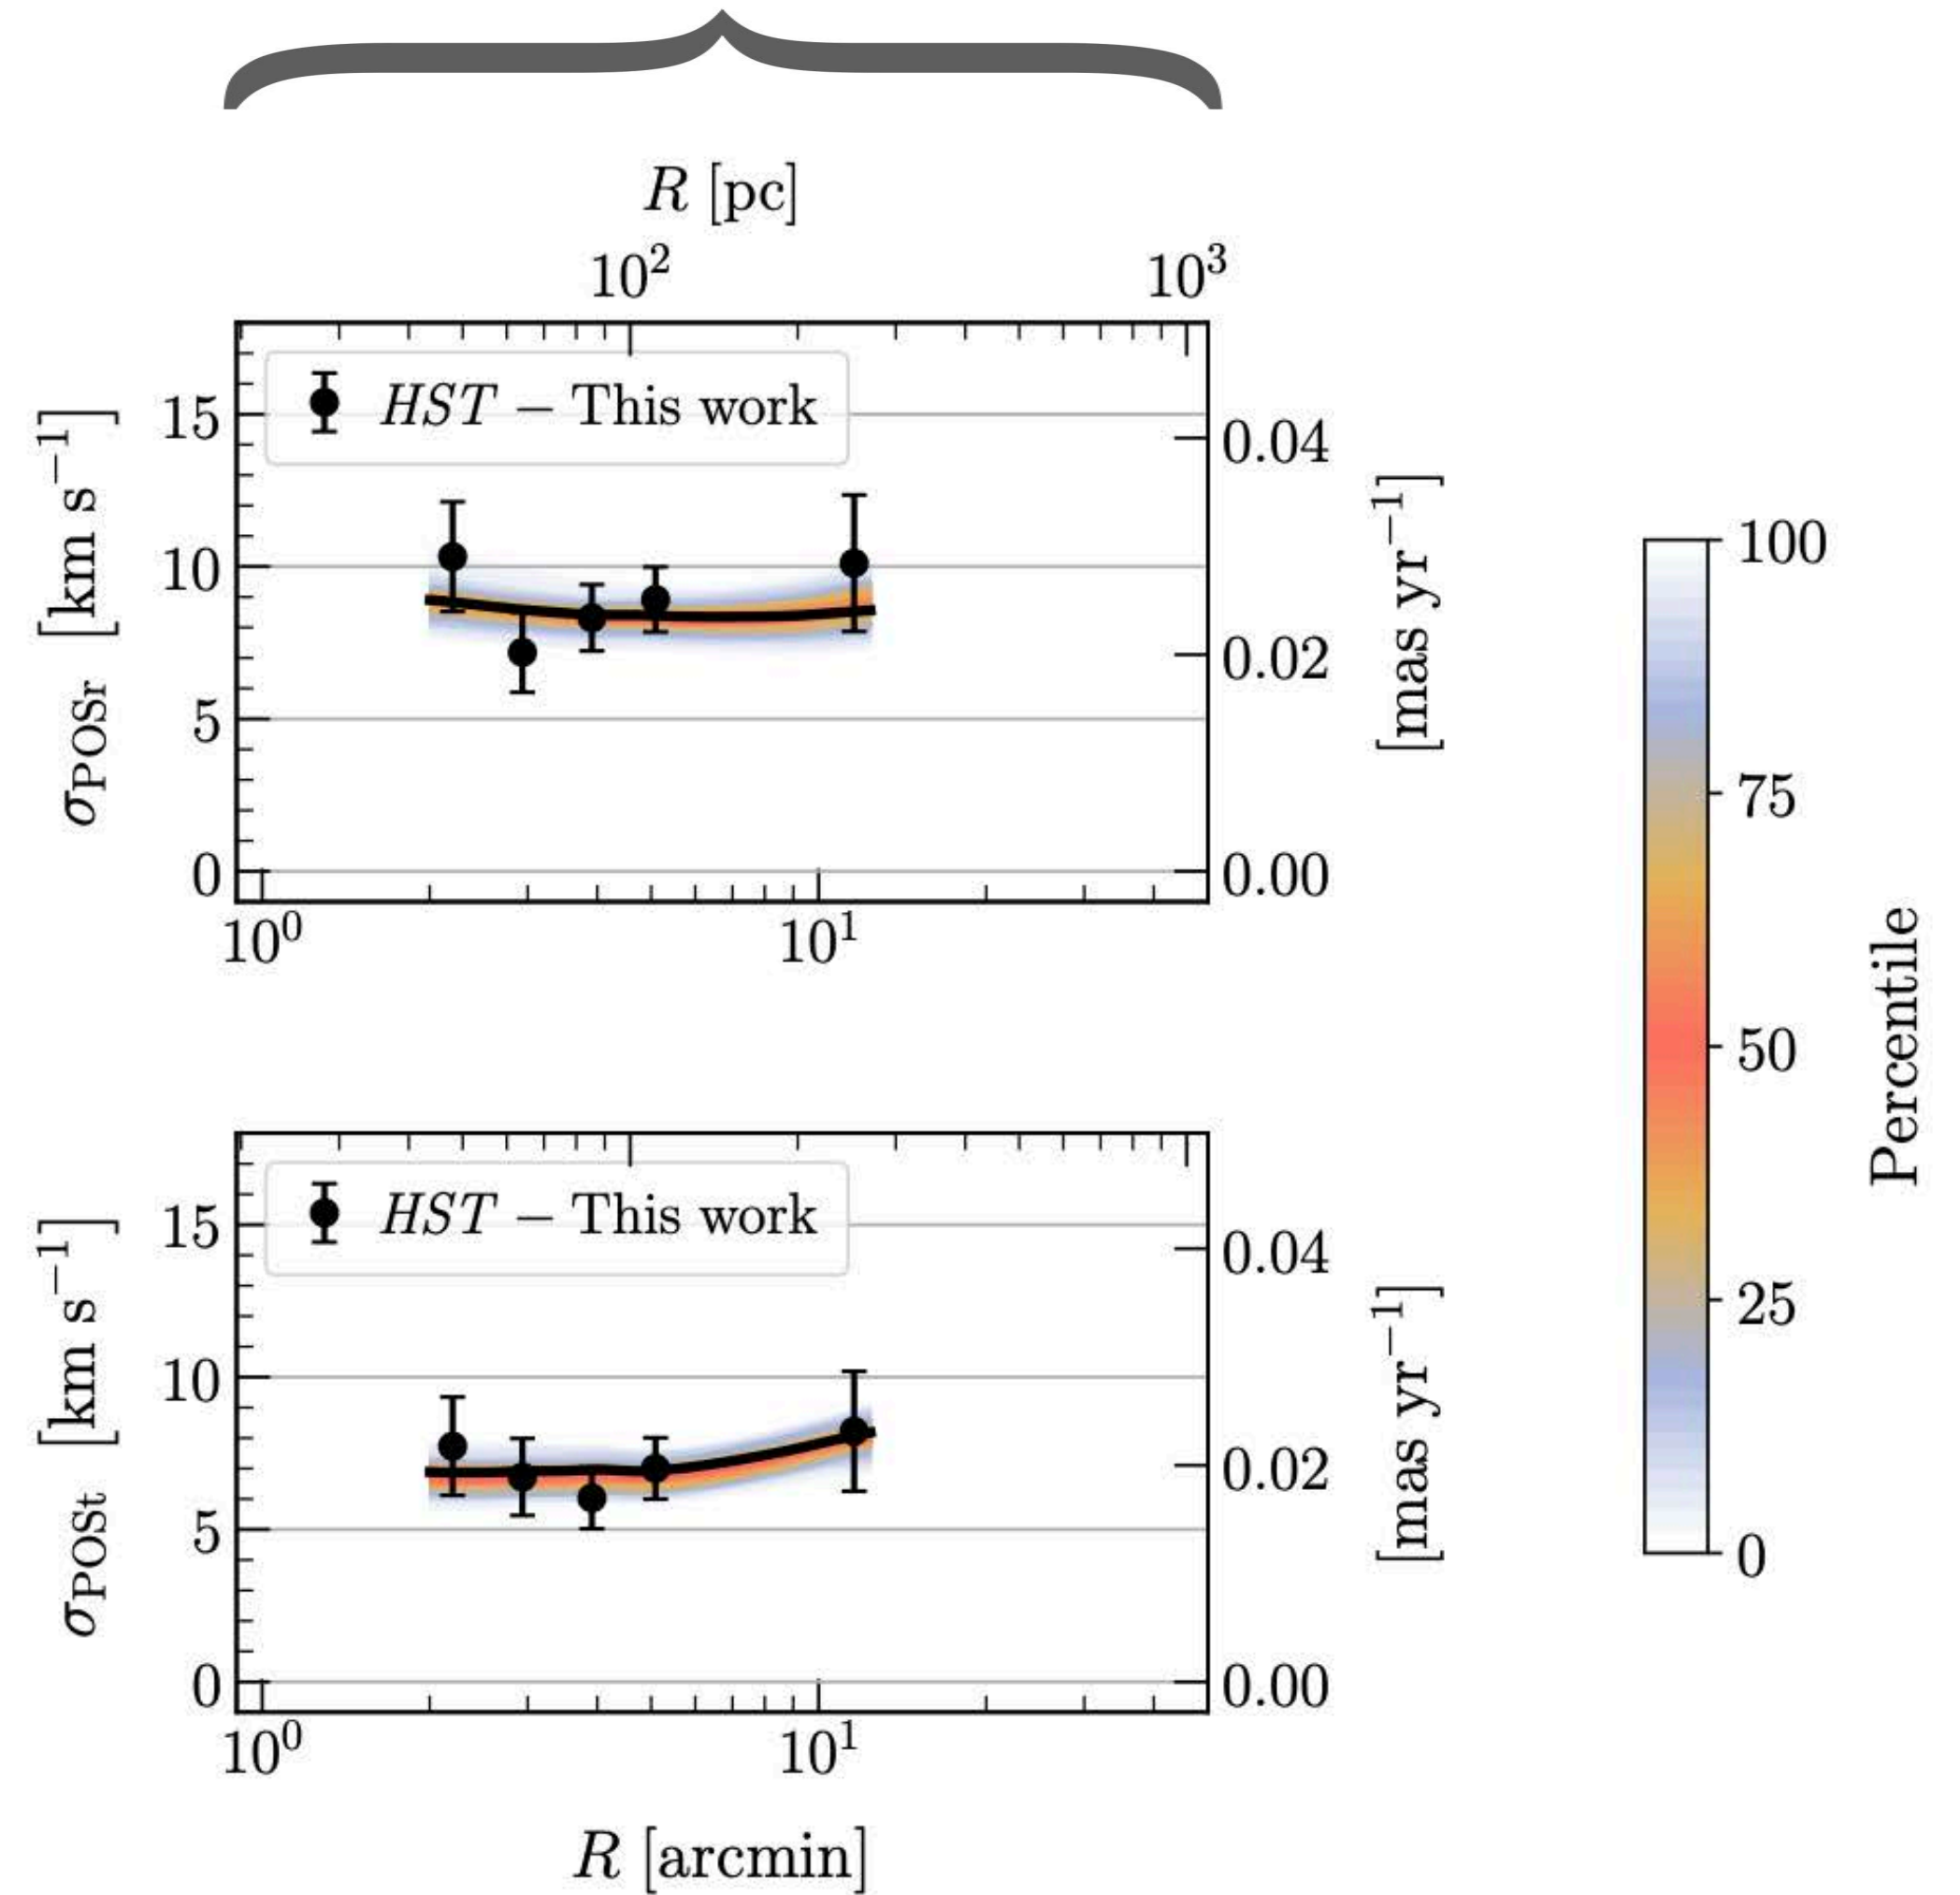 R [pc]
10² 10³
HST – This work
σPOSr [km s⁻¹]
15
10
5
0
0.04
0.02
0.00
[mas yr⁻¹]
10⁰ 10¹
HST – This work
σPOSt [km s⁻¹]
15
10
5
0
0.04
0.02
0.00
[mas yr⁻¹]
10⁰ 10¹
R [arcmin]
100
75
50
25
0
Percentile